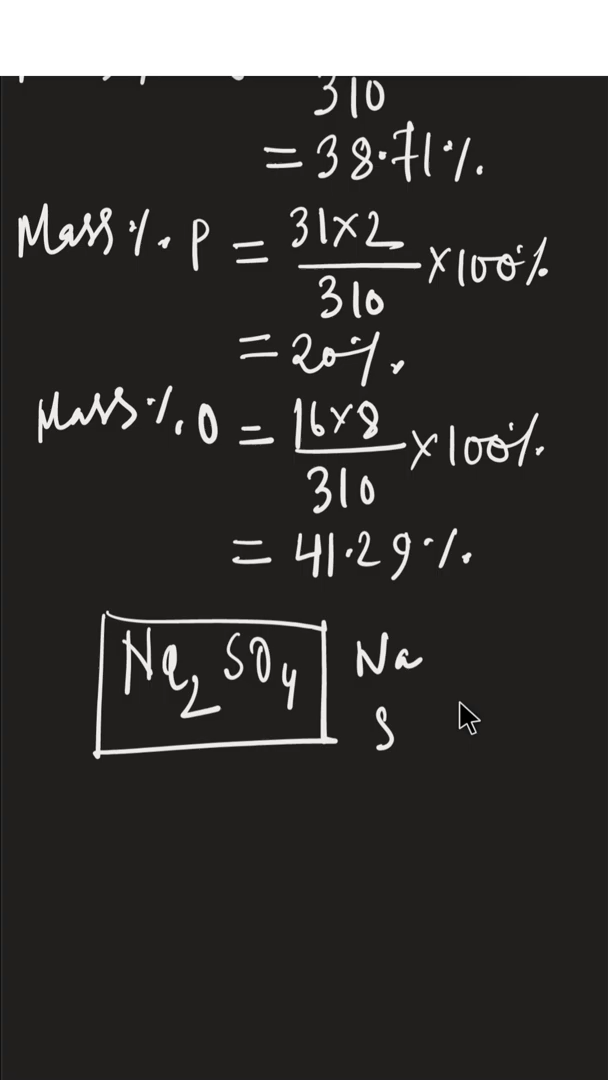 310
= 38.71%.
Mass %. P = 31×2 / 310 ×100%
= 20%.
Mass %. O = 16×8 / 310 ×100%.
= 41.29%.
Na2SO4 Na
S